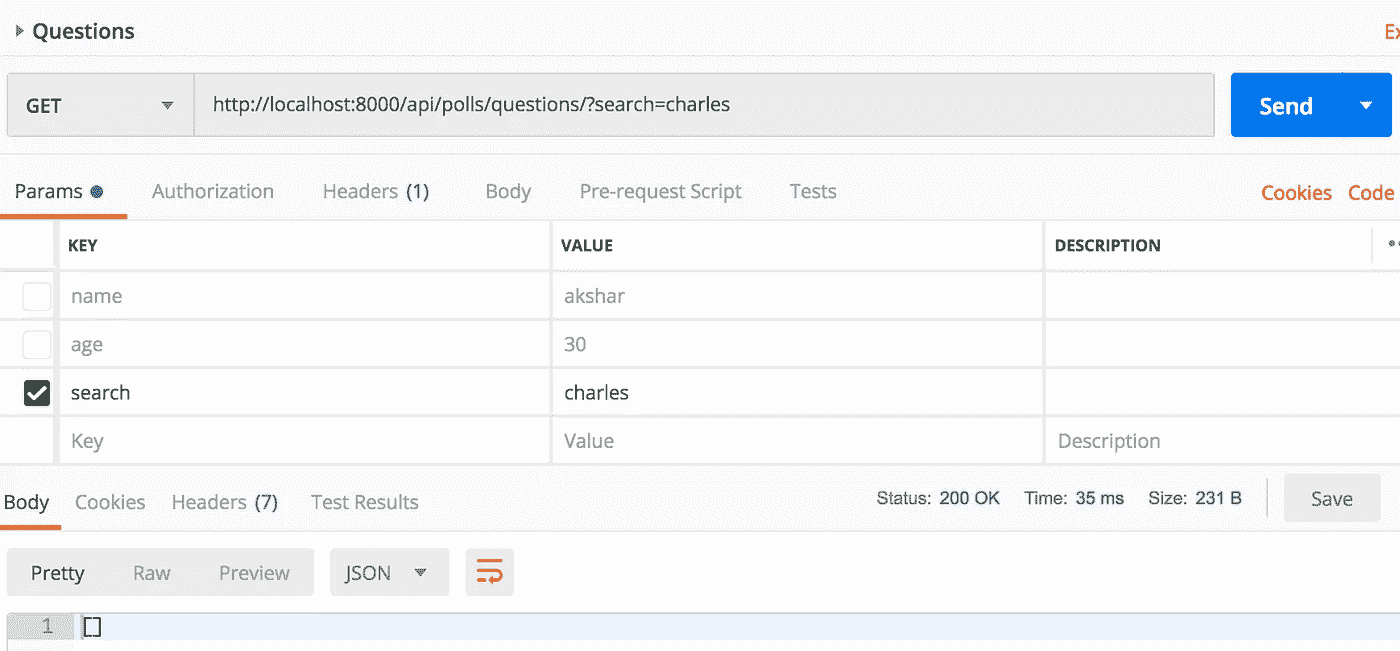 Questions
Ex
GET http://localhost:8000/api/polls/questions/?search=charles Send
Params Authorization Headers (1) Body Pre-request Script Tests Cookies Code
KEY VALUE DESCRIPTION
name akshar
age 30
search charles
Key Value Description
Body Cookies Headers (7) Test Results Status: 200 OK Time: 35 ms Size: 231 B Save
Pretty Raw Preview JSON
1 []